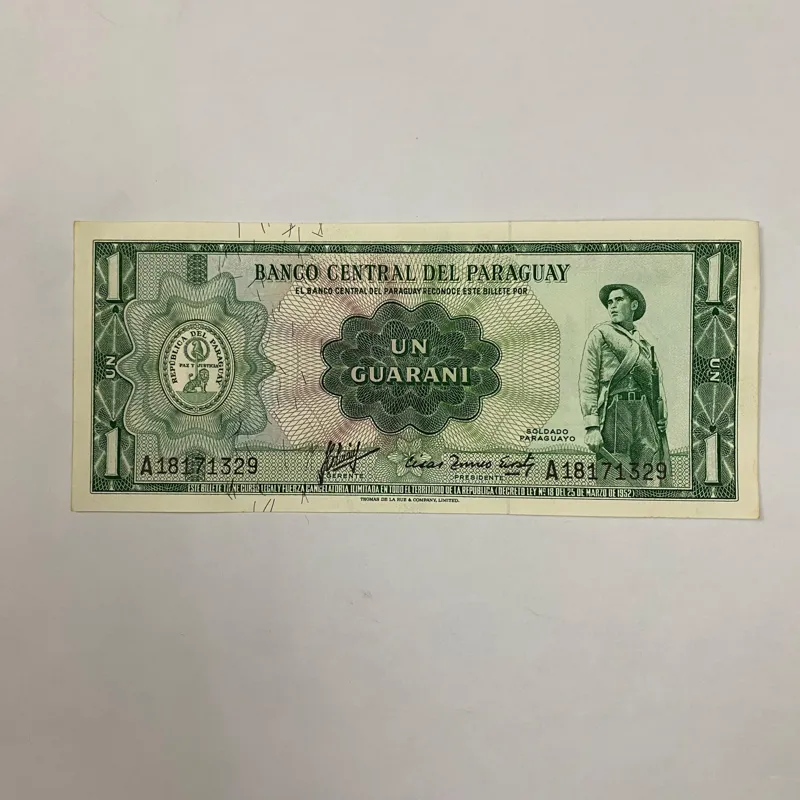 1
1
BANCO CENTRAL DEL PARAGUAY
EL BANCO CENTRAL DEL PARAGUAY RECONOCE ESTE BILLETE POR
REPÚBLICA DEL PARAGUAY
PAZ Y JUSTICIA
UN
GUARANI
UN
UN
SOLDADO
PARAGUAYO
1
A18171329
GERENTE
PRESIDENTE
A18171329
1
ESTE BILLETE TIENE CURSO LEGAL Y FUERZA CANCELATORIA ILIMITADA EN TODO EL TERRITORIO DE LA REPUBLICA (DECRETO LEY Nº 18 DEL 25 DE MARZO DE 1952)
THOMAS DE LA RUE & COMPANY, LIMITED.